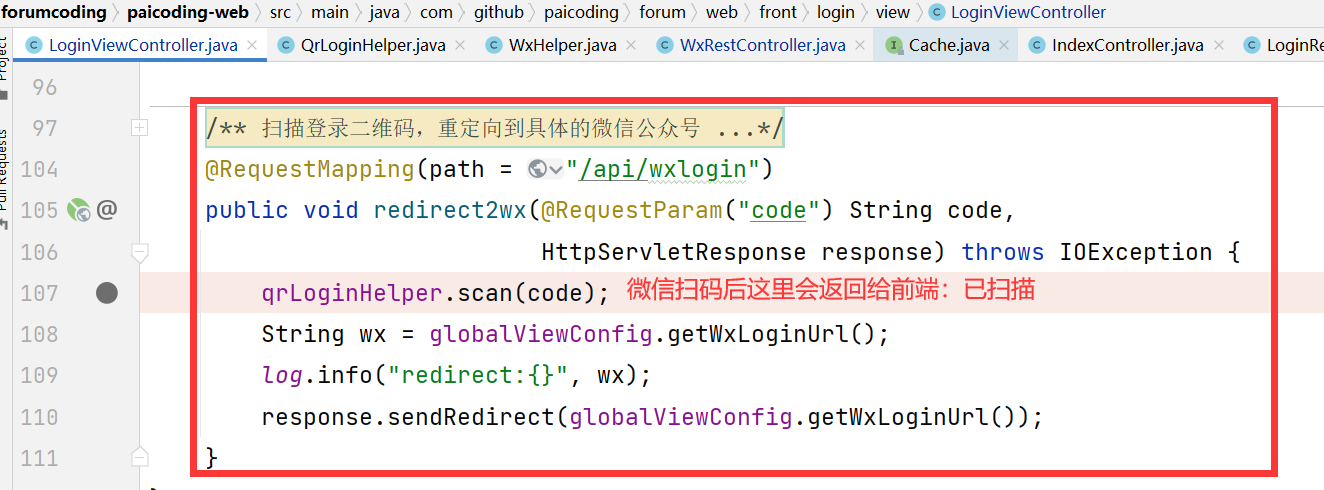 forumcoding paicoding-web src main java com github paicoding forum web front login view LoginViewController
LoginViewController.java QrLoginHelper.java WxHelper.java WxRestController.java Cache.java IndexController.java
Project
Pull Requests
96
97 /** 扫描登录二维码，重定向到具体的微信公众号 ...*/
104 @RequestMapping(path = "/api/wxlogin")
105 public void redirect2wx(@RequestParam("code") String code,
106 HttpServletResponse response) throws IOException {
107 qrLoginHelper.scan(code); 微信扫码后这里会返回给前端：已扫描
108 String wx = globalViewConfig.getWxLoginUrl();
109 log.info("redirect:{}", wx);
110 response.sendRedirect(globalViewConfig.getWxLoginUrl());
111 }